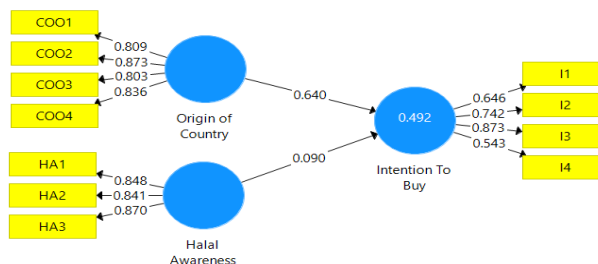 COO1
COO2
COO3
COO4
0.809
0.873
0.803
0.836
Origin of
Country
0.640
HA1
HA2
HA3
0.848
0.841
0.870
Halal
Awareness
0.090
0.492
Intention To
Buy
0.646
0.742
0.873
0.543
I1
I2
I3
I4